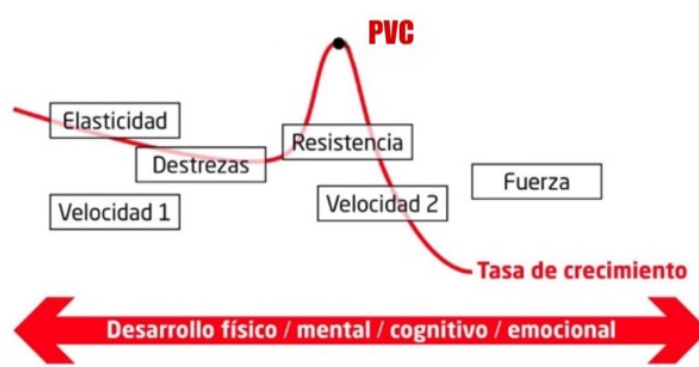 PVC
Elasticidad
Resistencia
Destrezas
Fuerza
Velocidad 1
Velocidad 2
Tasa de crecimiento
Desarrollo físico / mental / cognitivo / emocional